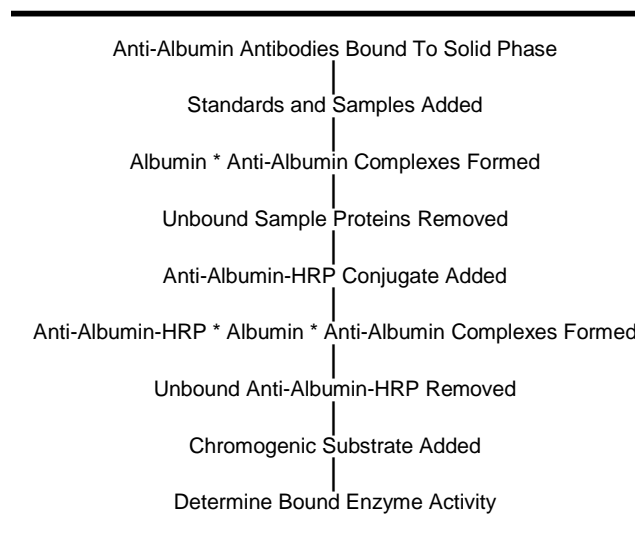 Anti-Albumin Antibodies Bound To Solid Phase
Standards and Samples Added
Albumin * Anti-Albumin Complexes Formed
Unbound Sample Proteins Removed
Anti-Albumin-HRP Conjugate Added
Anti-Albumin-HRP * Albumin * Anti-Albumin Complexes Formed
Unbound Anti-Albumin-HRP Removed
Chromogenic Substrate Added
Determine Bound Enzyme Activity